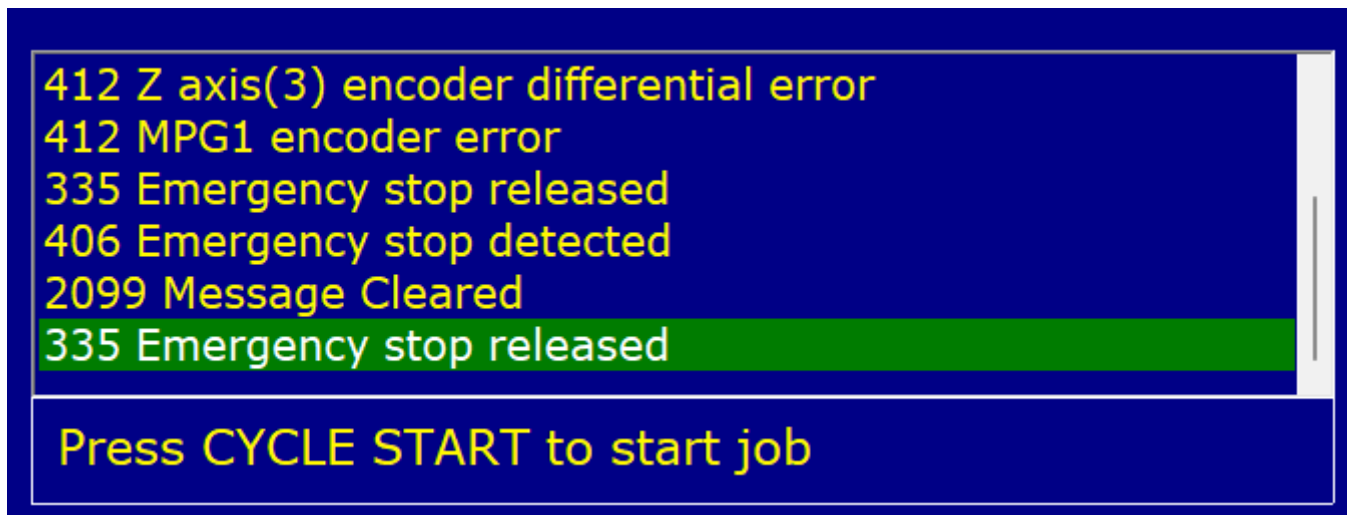 412 Z axis(3) encoder differential error
412 MPG1 encoder error
335 Emergency stop released
406 Emergency stop detected
2099 Message Cleared
335 Emergency stop released
Press CYCLE START to start job